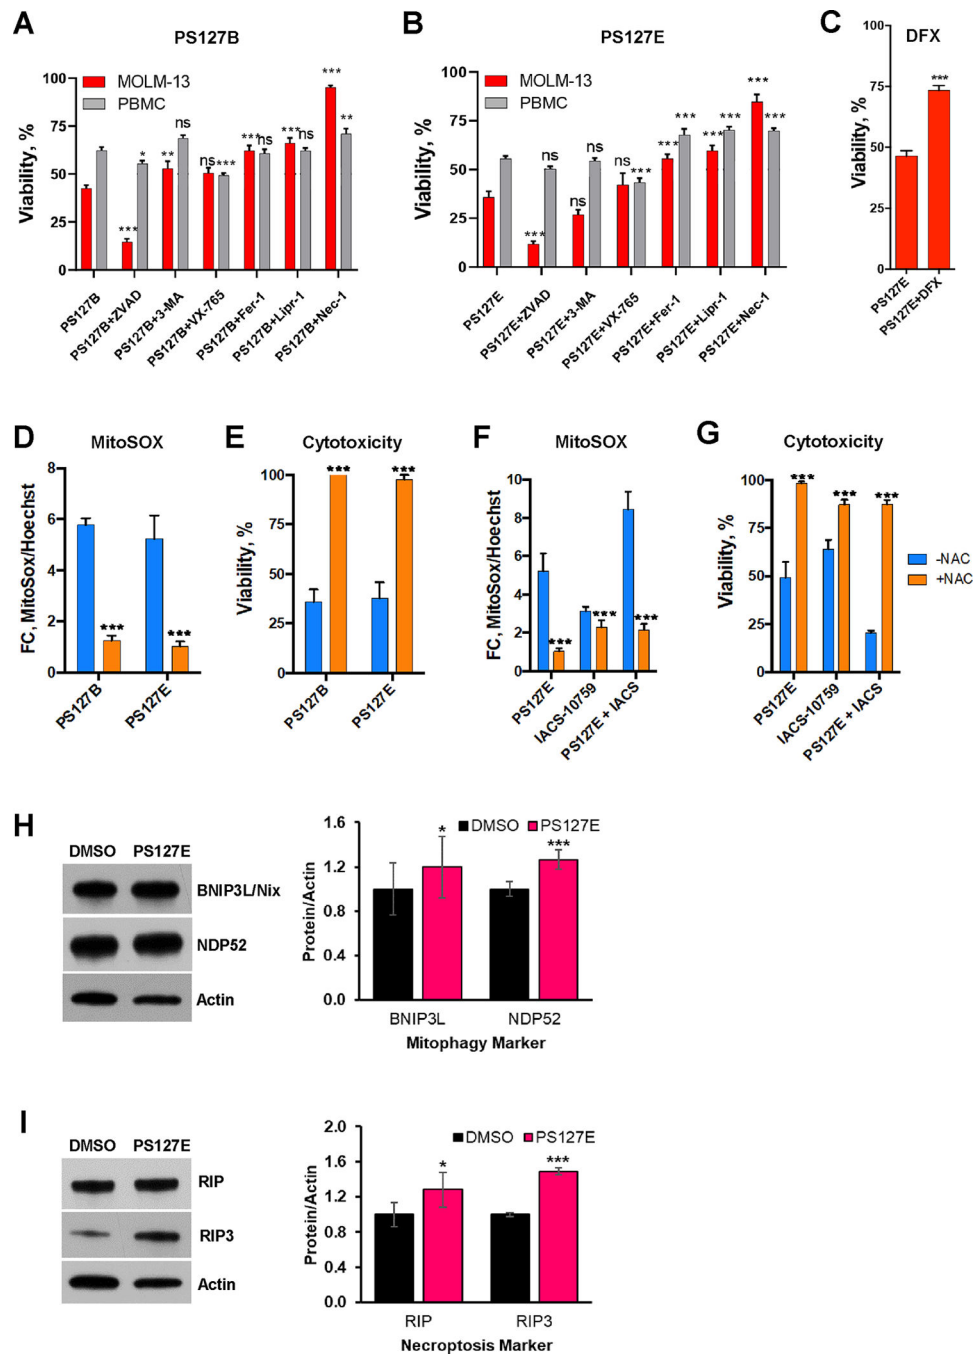 A
PS127B
Viability, %
100
75
50
25
0
MOLM-13
PBMC
***
*
**
ns
ns
***
***
ns
***
ns
***
**
PS127B
PS127B+ZVAD
PS127B+3-MA
PS127B+VX-765
PS127B+Fer-1
PS127B+Lipr-1
PS127B+Nec-1
B
PS127E
Viability, %
100
75
50
25
0
MOLM-13
PBMC
***
ns
ns
ns
ns
***
***
***
***
***
***
***
PS127E
PS127E+ZVAD
PS127E+3-MA
PS127E+VX-765
PS127E+Fer-1
PS127E+Lipr-1
PS127E+Nec-1
C
DFX
Viability, %
100
75
50
25
0
***
PS127E
PS127E+DFX
D
MitoSOX
FC, MitoSox/Hoechst
8
6
4
2
0
***
***
PS127B
PS127E
E
Cytotoxicity
Viability, %
100
50
25
0
***
***
PS127B
PS127E
F
MitoSOX
FC, MitoSox/Hoechst
10
8
6
4
2
0
***
***
***
PS127E
IACS-10759
PS127E + IACS
G
Cytotoxicity
Viability, %
100
75
50
25
0
***
***
***
PS127E
IACS-10759
PS127E + IACS
-NAC
+NAC
H
DMSO PS127E
BNIP3L/Nix
NDP52
Actin
Protein/Actin
1.6
1.2
0.8
0.4
0.0
DMSO PS127E
*
***
BNIP3L NDP52
Mitophagy Marker
I
DMSO PS127E
RIP
RIP3
Actin
Protein/Actin
2.0
1.6
1.2
0.8
0.4
0.0
DMSO PS127E
*
***
RIP RIP3
Necroptosis Marker